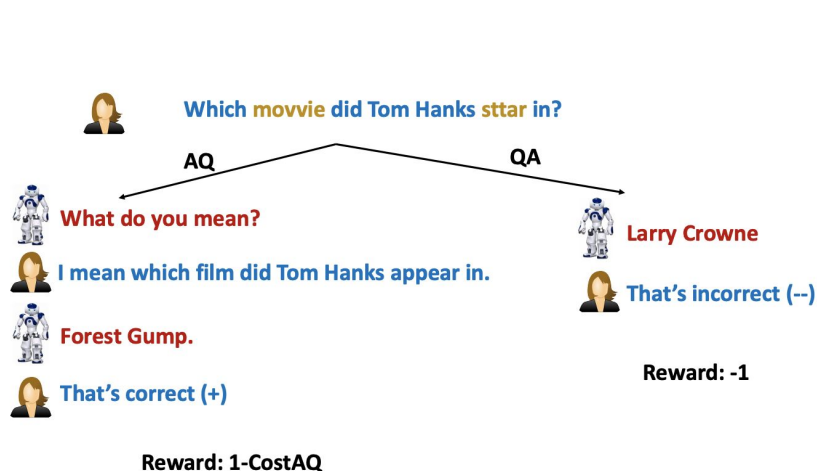 Which movvie did Tom Hanks sttar in?
AQ
QA
What do you mean?
I mean which film did Tom Hanks appear in.
Forest Gump.
That's correct (+)
Reward: 1-CostAQ
Larry Crowne
That's incorrect (--)
Reward: -1